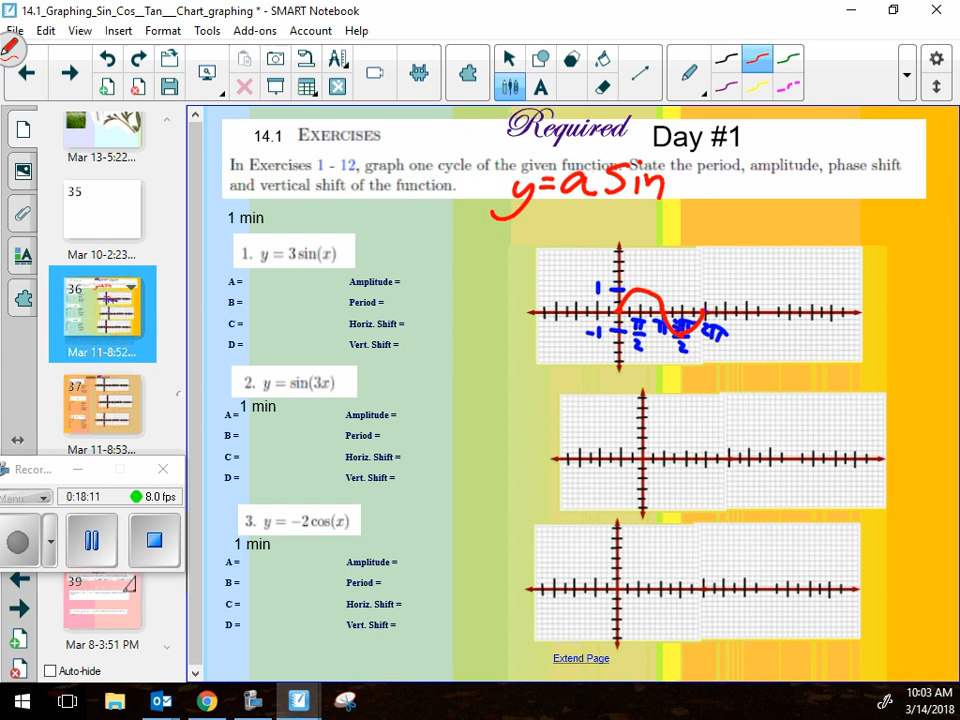 14.1_Graphing_Sin_Cos__Tan___Chart_graphing * - SMART Notebook
File Edit View Insert Format Tools Add-ons Account Help
Mar 13-5:22...
35
Mar 10-2:23...
36
Mar 11-8:52...
37
Mar 11-8:53...
Recor...
Menu
0:18:11
8.0 fps
39
Mar 8-3:51 PM
Auto-hide
14.1 EXERCISES
Required
Day #1
In Exercises 1 - 12, graph one cycle of the given function. State the period, amplitude, phase shift
and vertical shift of the function.
y=a Sin
1 min
1. y = 3 sin(x)
A = Amplitude =
B = Period =
C = Horiz. Shift =
D = Vert. Shift =
1
-1
π/2 π 3π/2 2π
2. y = sin(3x)
1 min
A = Amplitude =
B = Period =
C = Horiz. Shift =
D = Vert. Shift =
3. y = −2 cos(x)
1 min
A = Amplitude =
B = Period =
C = Horiz. Shift =
D = Vert. Shift =
Extend Page
10:03 AM
3/14/2018